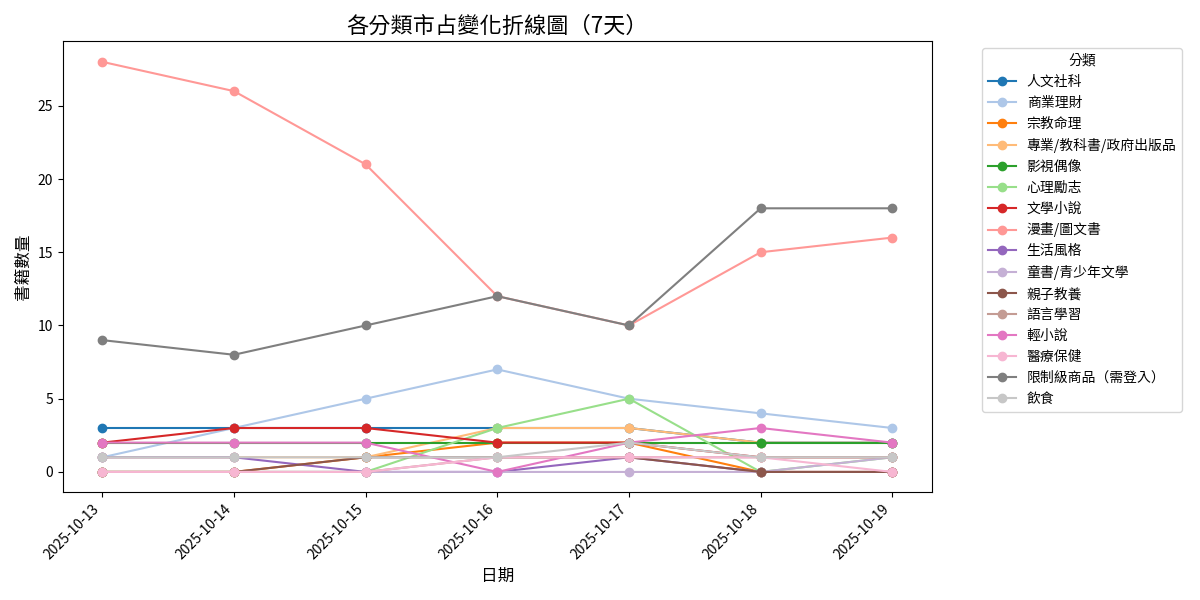 各分類市占變化折線圖（7天）
書籍數量
25
20
15
10
5
0
2025-10-13
2025-10-14
2025-10-15
2025-10-16
2025-10-17
2025-10-18
2025-10-19
日期
分類
人文社科
商業理財
宗教命理
專業/教科書/政府出版品
影視偶像
心理勵志
文學小說
漫畫/圖文書
生活風格
童書/青少年文學
親子教養
語言學習
輕小說
醫療保健
限制級商品（需登入）
飲食